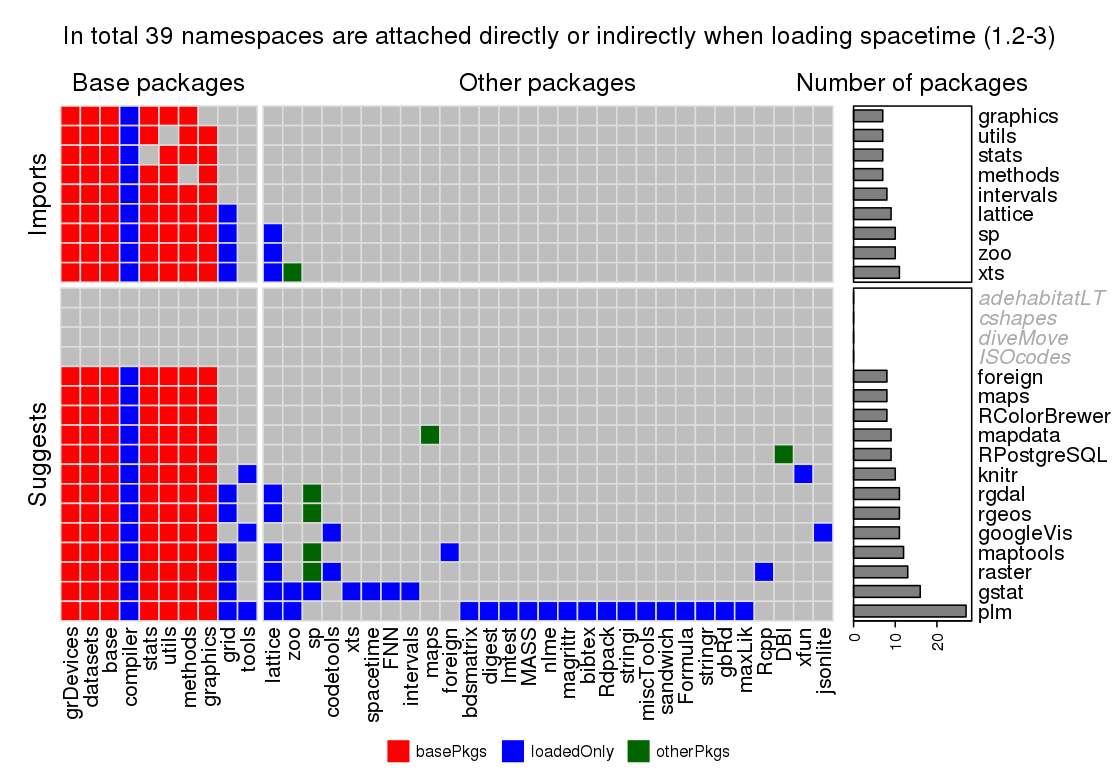 In total 39 namespaces are attached directly or indirectly when loading spacetime (1.2-3)
Base packages
Other packages
Number of packages
Imports
graphics
utils
stats
methods
intervals
lattice
sp
zoo
xts
Suggests
adehabitatLT
cshapes
diveMove
ISOcodes
foreign
maps
RColorBrewer
mapdata
RPostgreSQL
knitr
rgdal
rgeos
googleVis
maptools
raster
gstat
plm
grDevices
datasets
base
compiler
stats
utils
methods
graphics
grid
tools
lattice
zoo
sp
codetools
xts
spacetime
FNN
intervals
maps
foreign
bdsmatrix
digest
lmtest
MASS
nlme
magrittr
bibtex
Rdpack
stringi
miscTools
sandwich
Formula
stringr
gbRd
maxLik
Rcpp
DBI
xfun
jsonlite
0
10
20
basePkgs
loadedOnly
otherPkgs